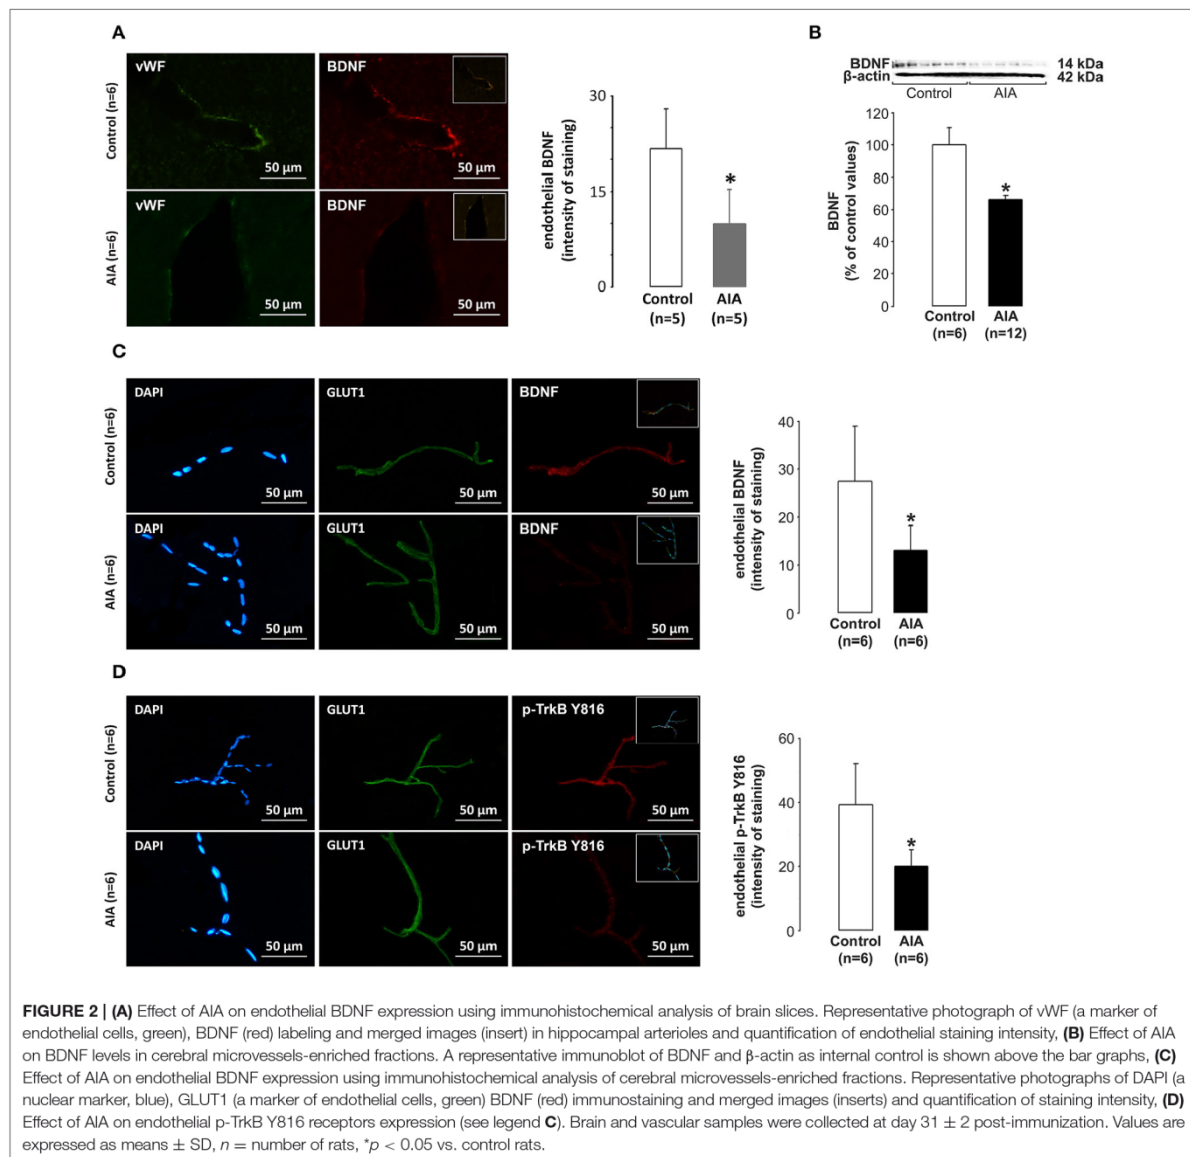 A
vWF
BDNF
Control (n=6)
50 µm
50 µm
vWF
BDNF
AIA (n=6)
50 µm
50 µm
30
15
0
endothelial BDNF
(intensity of staining)
*
Control
(n=5)
AIA
(n=5)
B
BDNF
14 kDa
β-actin
42 kDa
Control
AIA
120
100
80
60
40
20
0
BDNF
(% of control values)
*
Control
(n=6)
AIA
(n=12)
C
DAPI
GLUT1
BDNF
Control (n=6)
50 µm
50 µm
50 µm
DAPI
GLUT1
BDNF
AIA (n=6)
50 µm
50 µm
50 µm
40
30
20
10
0
endothelial BDNF
(intensity of staining)
*
Control
(n=6)
AIA
(n=6)
D
DAPI
GLUT1
p-TrkB Y816
Control (n=6)
50 µm
50 µm
50 µm
DAPI
GLUT1
p-TrkB Y816
AIA (n=6)
50 µm
50 µm
50 µm
60
40
20
0
endothelial p-TrkB Y816
(intensity of staining)
*
Control
(n=6)
AIA
(n=6)
FIGURE 2 | (A) Effect of AIA on endothelial BDNF expression using immunohistochemical analysis of brain slices. Representative photograph of vWF (a marker of
endothelial cells, green), BDNF (red) labeling and merged images (insert) in hippocampal arterioles and quantification of endothelial staining intensity, (B) Effect of AIA
on BDNF levels in cerebral microvessels-enriched fractions. A representative immunoblot of BDNF and β-actin as internal control is shown above the bar graphs, (C)
Effect of AIA on endothelial BDNF expression using immunohistochemical analysis of cerebral microvessels-enriched fractions. Representative photographs of DAPI (a
nuclear marker, blue), GLUT1 (a marker of endothelial cells, green) BDNF (red) immunostaining and merged images (inserts) and quantification of staining intensity, (D)
Effect of AIA on endothelial p-TrkB Y816 receptors expression (see legend C). Brain and vascular samples were collected at day 31 ± 2 post-immunization. Values are
expressed as means ± SD, n = number of rats, *p < 0.05 vs. control rats.